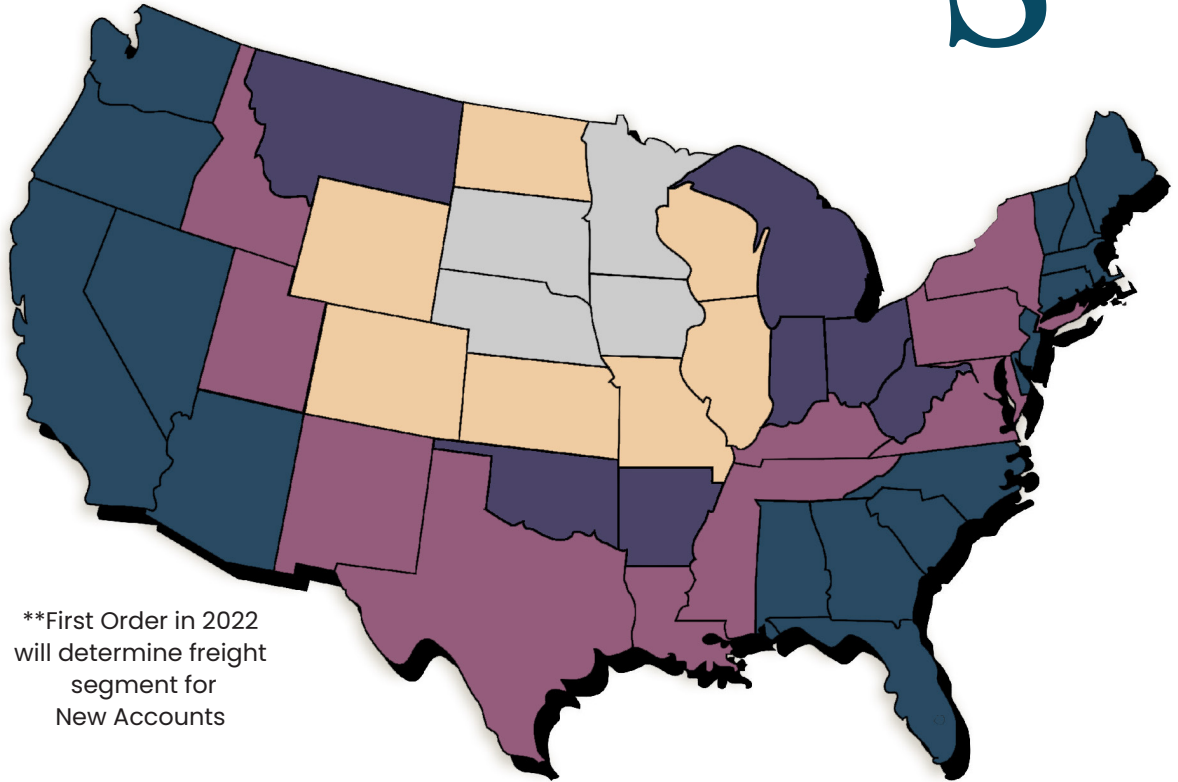 S
**First Order in 2022
will determine freight
segment for
New Accounts